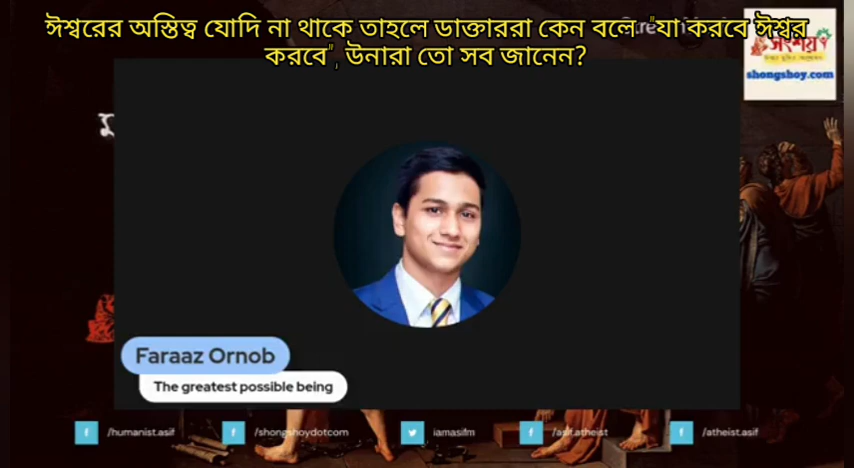 ঈশ্বরের অস্তিত্ব যোদি না থাকে তাহলে ডাক্তাররা কেন বলে "যা করবে ঈশ্বর
করবে", উনারা তো সব জানেন?
সংশয়
shongshoy.com
Faraaz Ornob
The greatest possible being
/humanist.asif
/shongshoydotcom
iamasifm
/asif.atheist
/atheist.asif